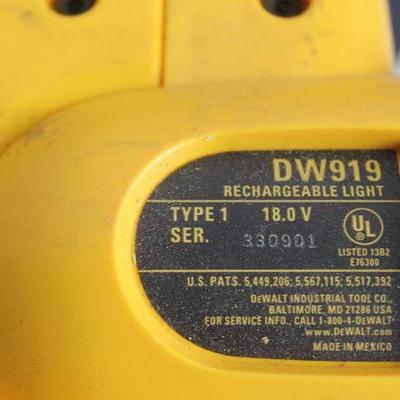 DW919
RECHARGEABLE LIGHT
TYPE 1 18.0 V
SER. 330901
UL
LISTED 13B2
E76300
U.S. PATS. 5,449,206; 5,567,115; 5,517,392
DeWALT INDUSTRIAL TOOL CO.,
BALTIMORE, MD 21286 USA
FOR SERVICE INFO., CALL 1-800-4-DeWALT
www.DeWALT.com
MADE IN MEXICO